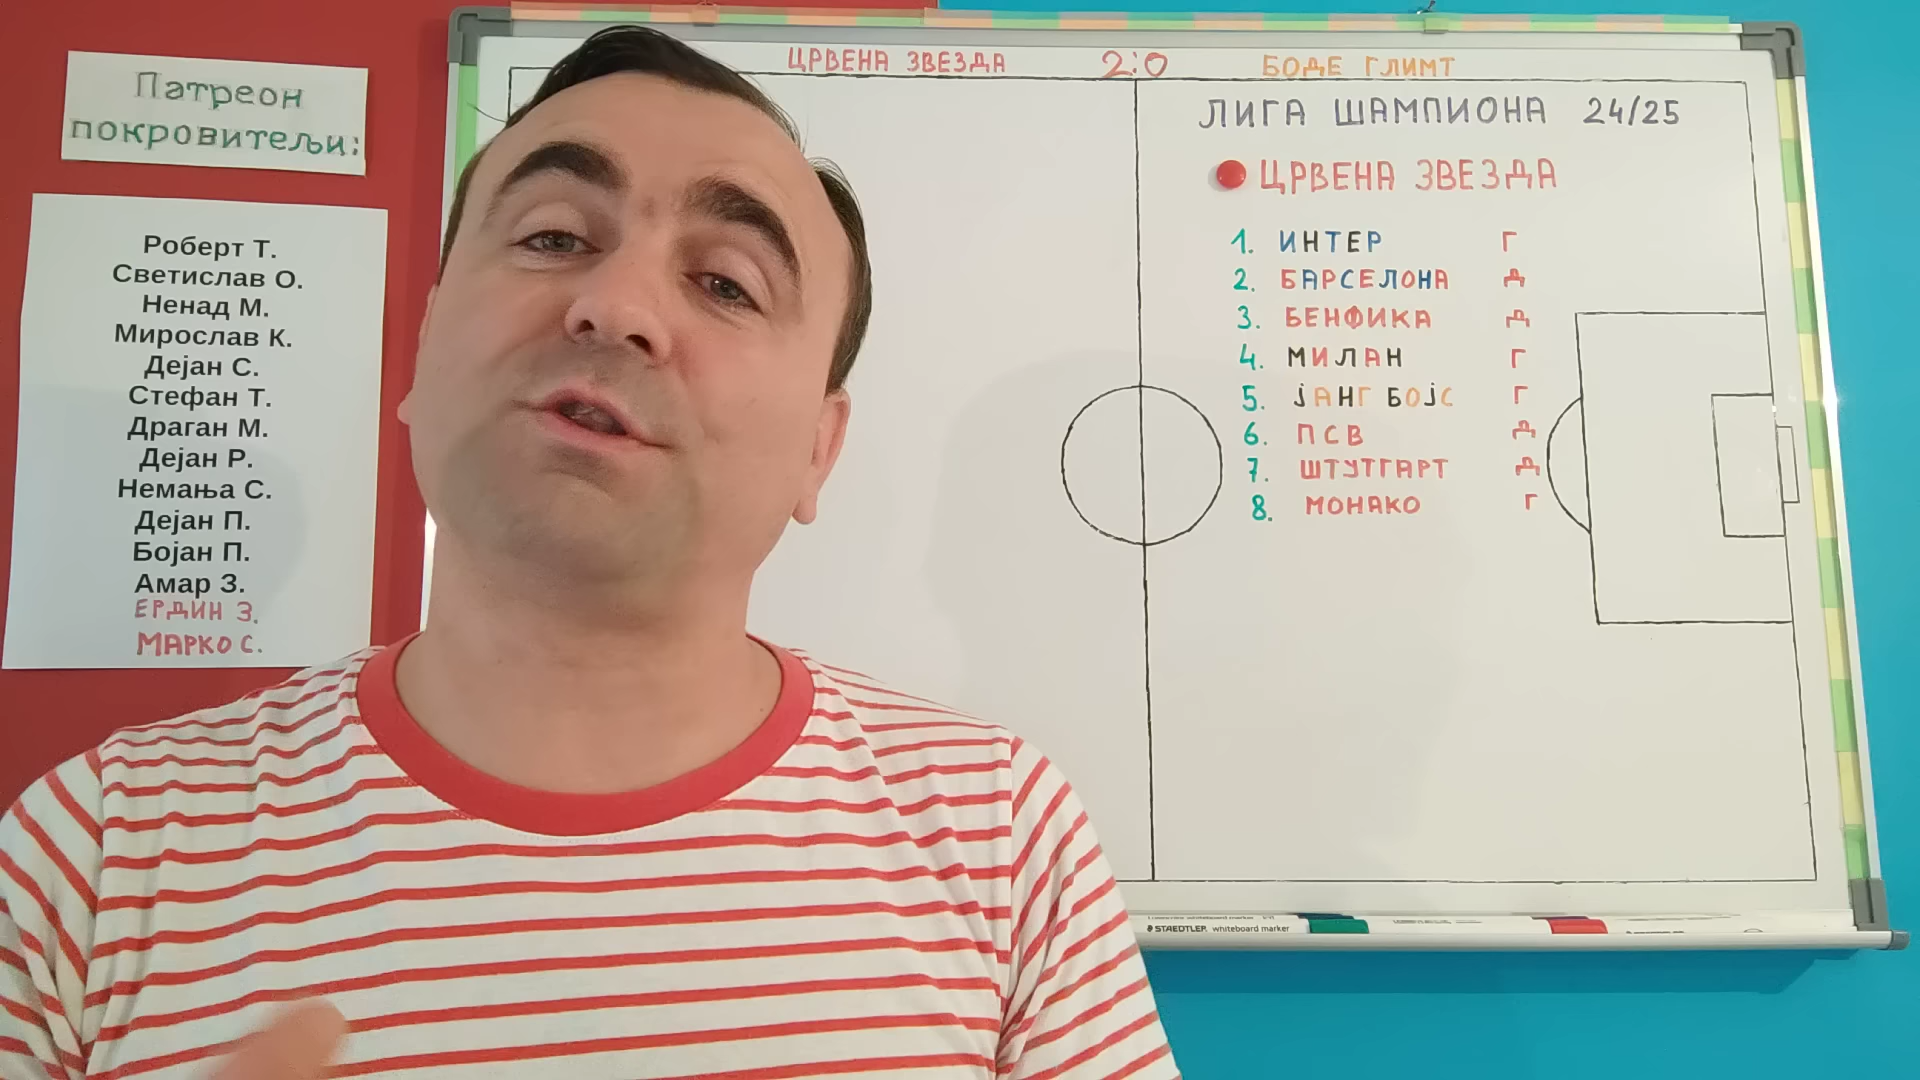 Патреон
покровитељи:
Роберт Т.
Светислав О.
Ненад М.
Мирослав К.
Дејан С.
Стефан Т.
Драган М.
Дејан Р.
Немања С.
Дејан П.
Бојан П.
Амар З.
ЕРДИН З.
МАРКО С.
ЦРВЕНА ЗВЕЗДА 2:0 БОДЕ ГЛИМТ
ЛИГА ШАМПИОНА 24/25
ЦРВЕНА ЗВЕЗДА
1. ИНТЕР Г
2. БАРСЕЛОНА Д
3. БЕНФИКА Д
4. МИЛАН Г
5. ЈАНГ БОЈС Г
6. ПСВ Д
7. ШТУТГАРТ Д
8. МОНАКО Г
STAEDTLER whiteboard marker